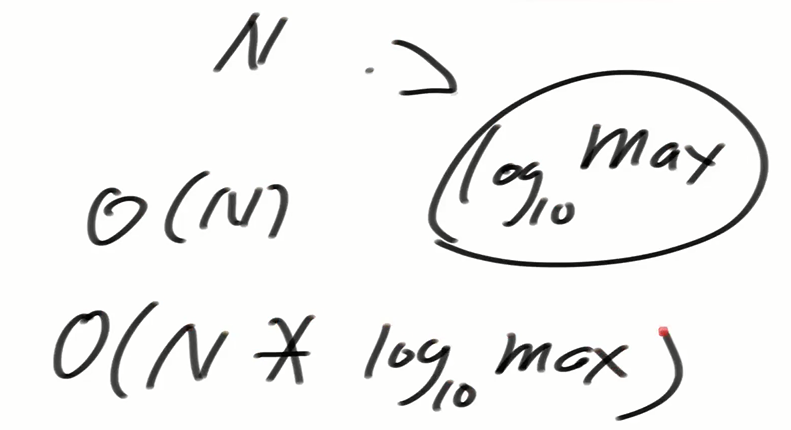 N . >
log₁₀ max
O(N)
O(N * log₁₀ max)